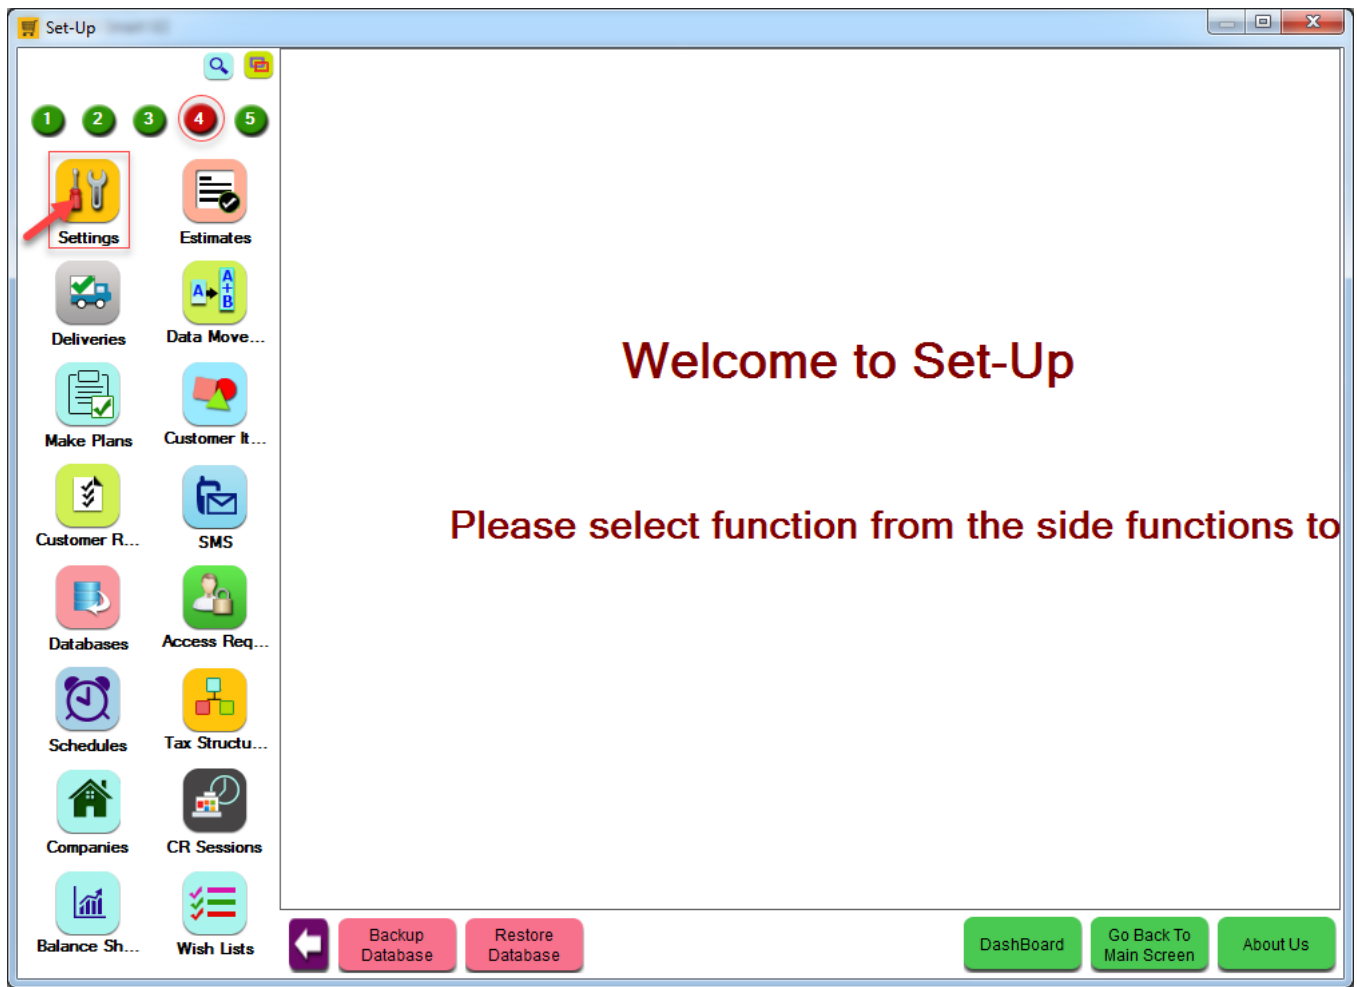 Set-Up
1 2 3 4 5
Settings
Estimates
A A+B
Deliveries
Data Move...
Make Plans
Customer It...
Customer R...
SMS
Databases
Access Req...
Schedules
Tax Structu...
Companies
CR Sessions
Balance Sh...
Wish Lists
Welcome to Set-Up
Please select function from the side functions to
Backup
Database
Restore
Database
DashBoard
Go Back To
Main Screen
About Us